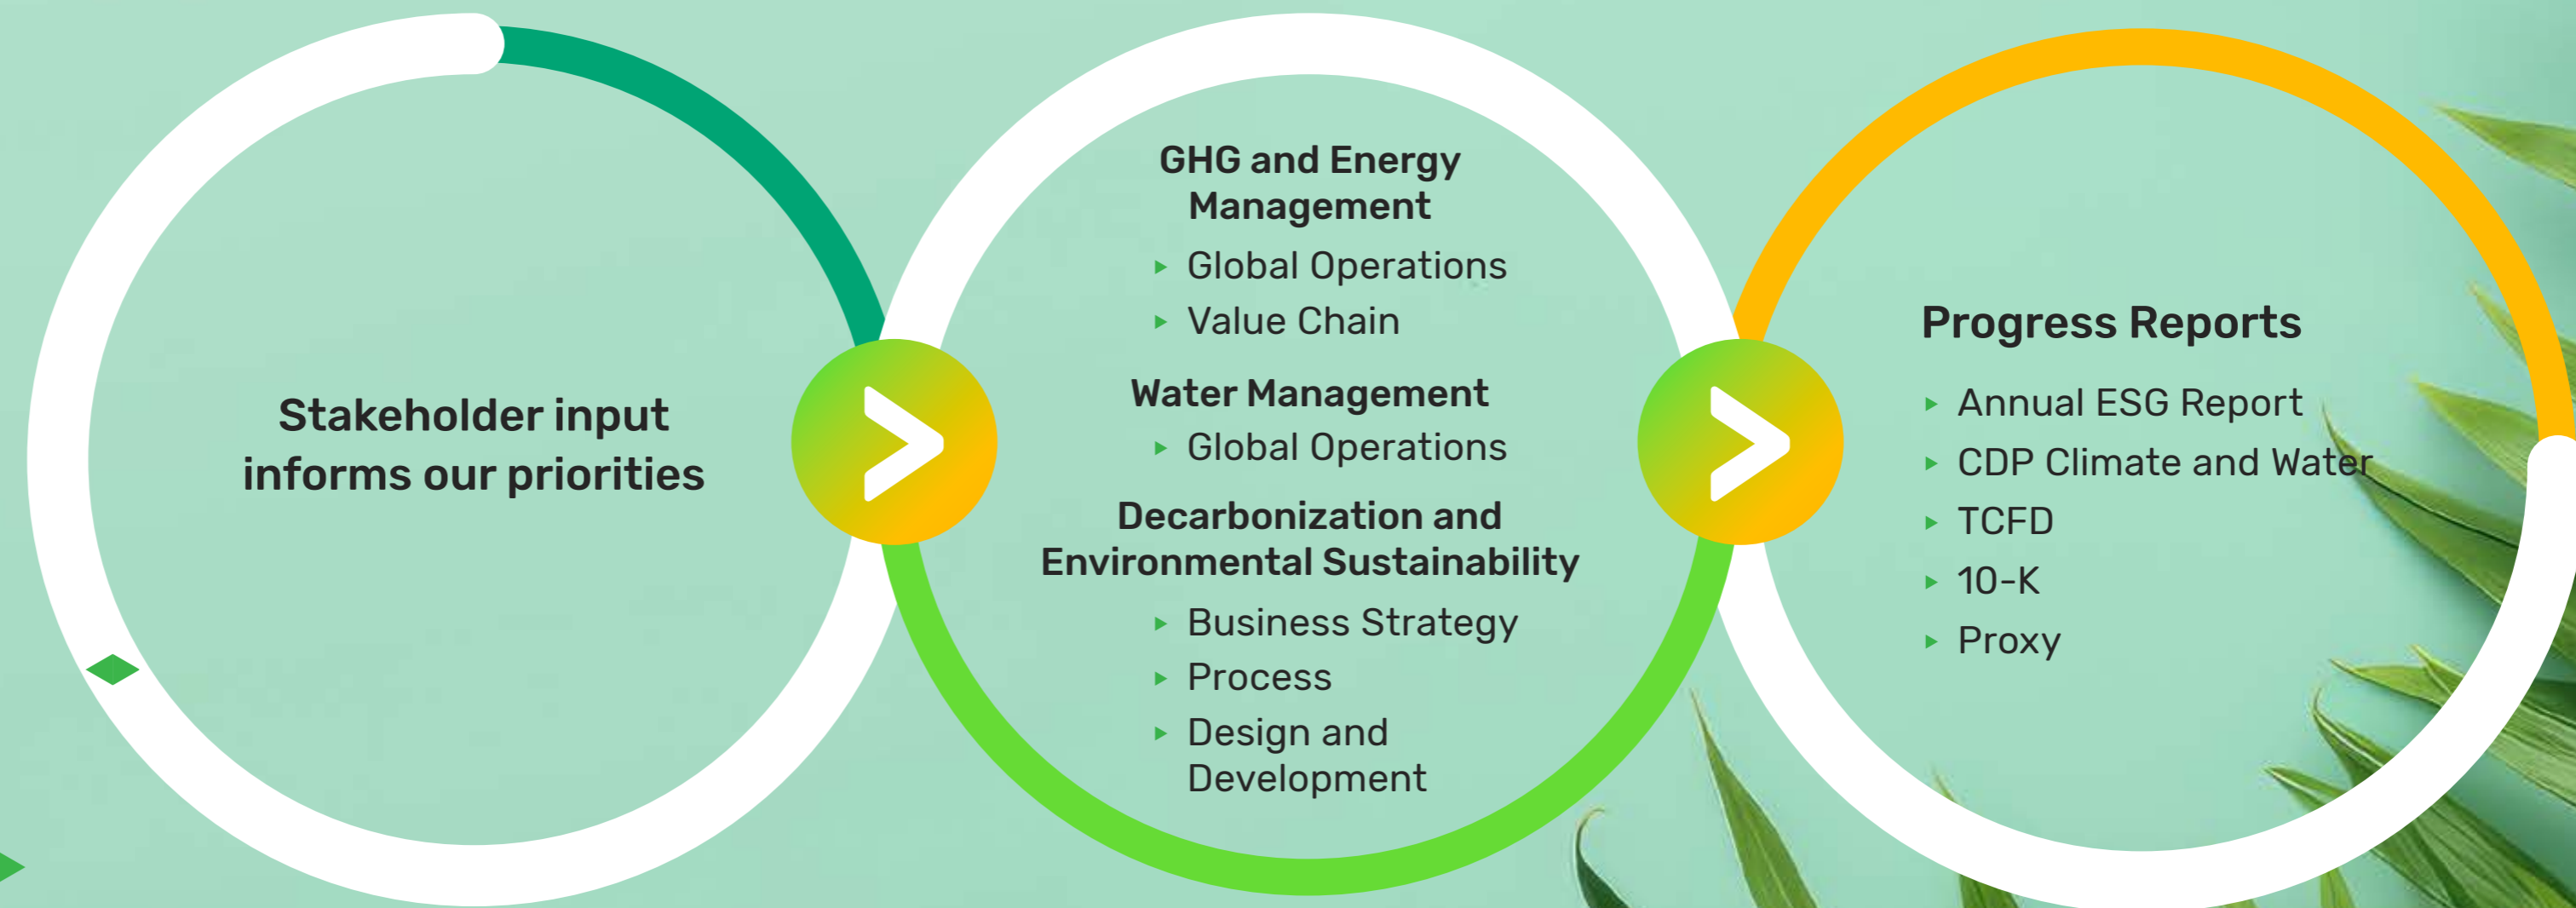 Stakeholder input
informs our priorities
GHG and Energy
Management
Global Operations
Value Chain
Water Management
Global Operations
Decarbonization and
Environmental Sustainability
Business Strategy
Process
Design and
Development
Progress Reports
Annual ESG Report
CDP Climate and Water
TCFD
10-K
Proxy